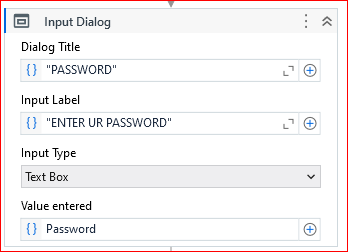 Input Dialog
Dialog Title
{} "PASSWORD"
Input Label
{} "ENTER UR PASSWORD"
Input Type
Text Box
Value entered
{} Password